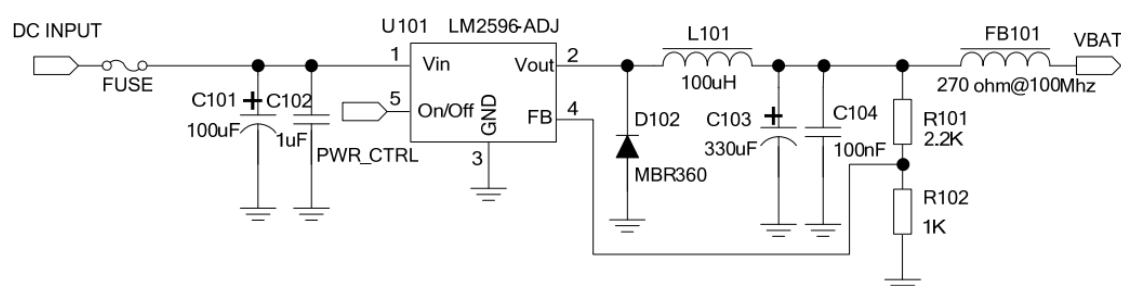 DC INPUT
FUSE
C101
100uF
C102
1uF
U101
LM2596-ADJ
1
Vin
5
On/Off
PWR_CTRL
GND
3
Vout
2
FB
4
D102
MBR360
L101
100uH
C103
330uF
C104
100nF
FB101
270 ohm@100Mhz
VBAT
R101
2.2K
R102
1K